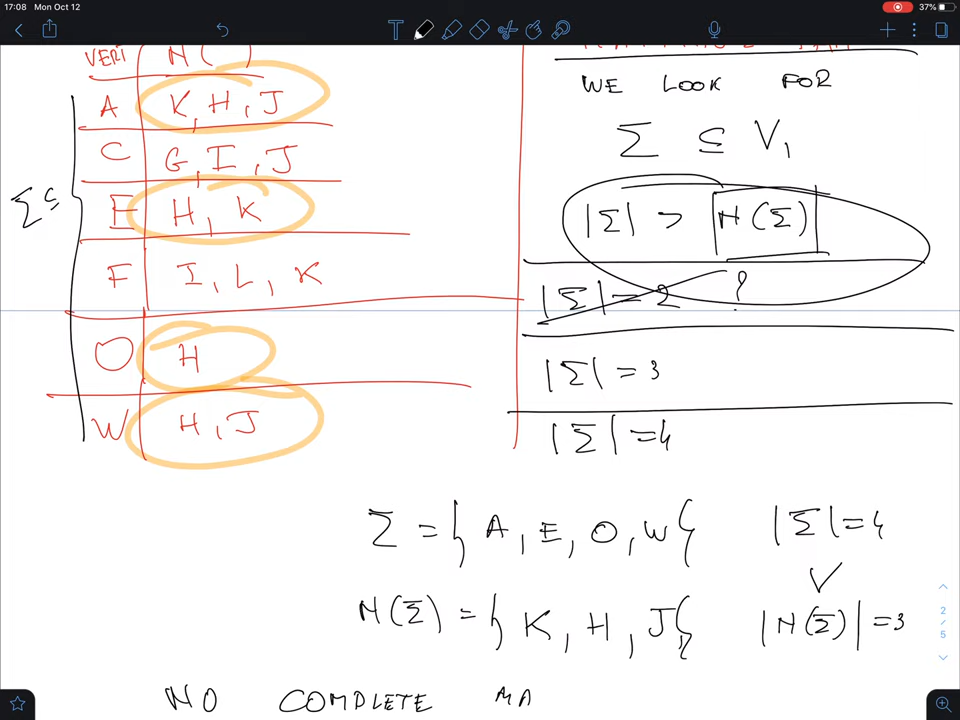 17:08 Mon Oct 12
37%
VERT N( )
A K, H, J
C G, I, J
E H, K
F I, L, K
O H
W H, J
Σ ⊆
WE LOOK FOR
Σ ⊆ V1
|Σ| > N(Σ)
|Σ| = 2 ?
|Σ| = 3
|Σ| = 4
Σ = { A, E, O, W { |Σ| = 4
V
N(Σ) = { K, H, J { |N(Σ)| = 3
NO COMPLETE MA
2
/
5